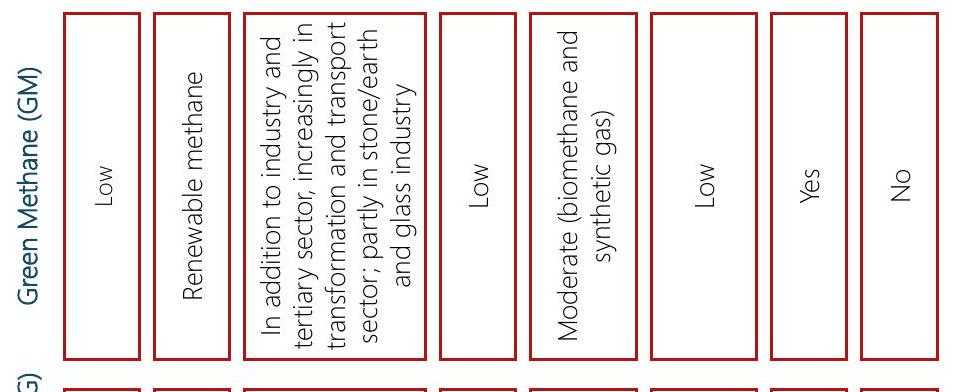 Green Methane (GM)
Low
Renewable methane
In addition to industry and
tertiary sector, increasingly in
transformation and transport
sector; partly in stone/earth
and glass industry
Low
Moderate (biomethane and
synthetic gas)
Low
Yes
No
G)